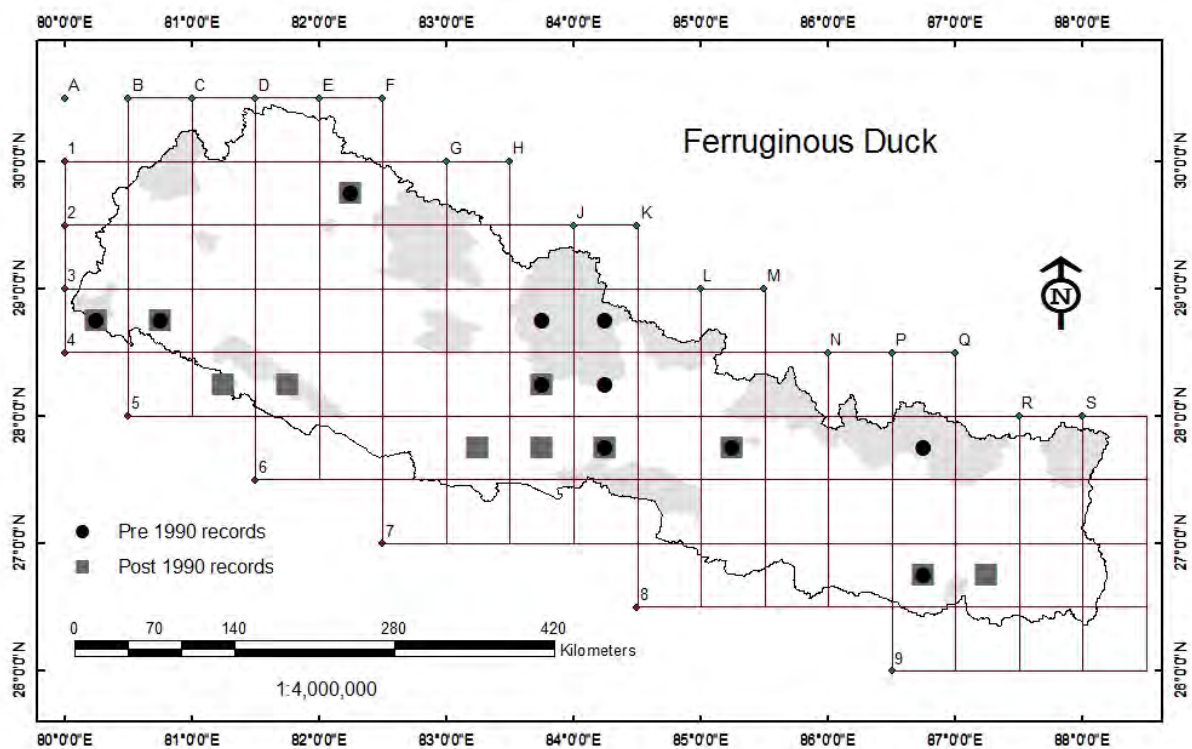 80°0'0"E 81°0'0"E 82°0'0"E 83°0'0"E 84°0'0"E 85°0'0"E 86°0'0"E 87°0'0"E 88°0'0"E
A B C D E F
Ferruginous Duck
30°0'0"N 1 G H 30°0'0"N
2 J K
29°0'0"N 3 L M 29°0'0"N
N
4 N P Q
28°0'0"N 5 R S 28°0'0"N
6
Pre 1990 records
27°0'0"N 7 27°0'0"N
Post 1990 records
8
0 70 140 280 420
Kilometers
26°0'0"N 9 26°0'0"N
1:4,000,000
80°0'0"E 81°0'0"E 82°0'0"E 83°0'0"E 84°0'0"E 85°0'0"E 86°0'0"E 87°0'0"E 88°0'0"E